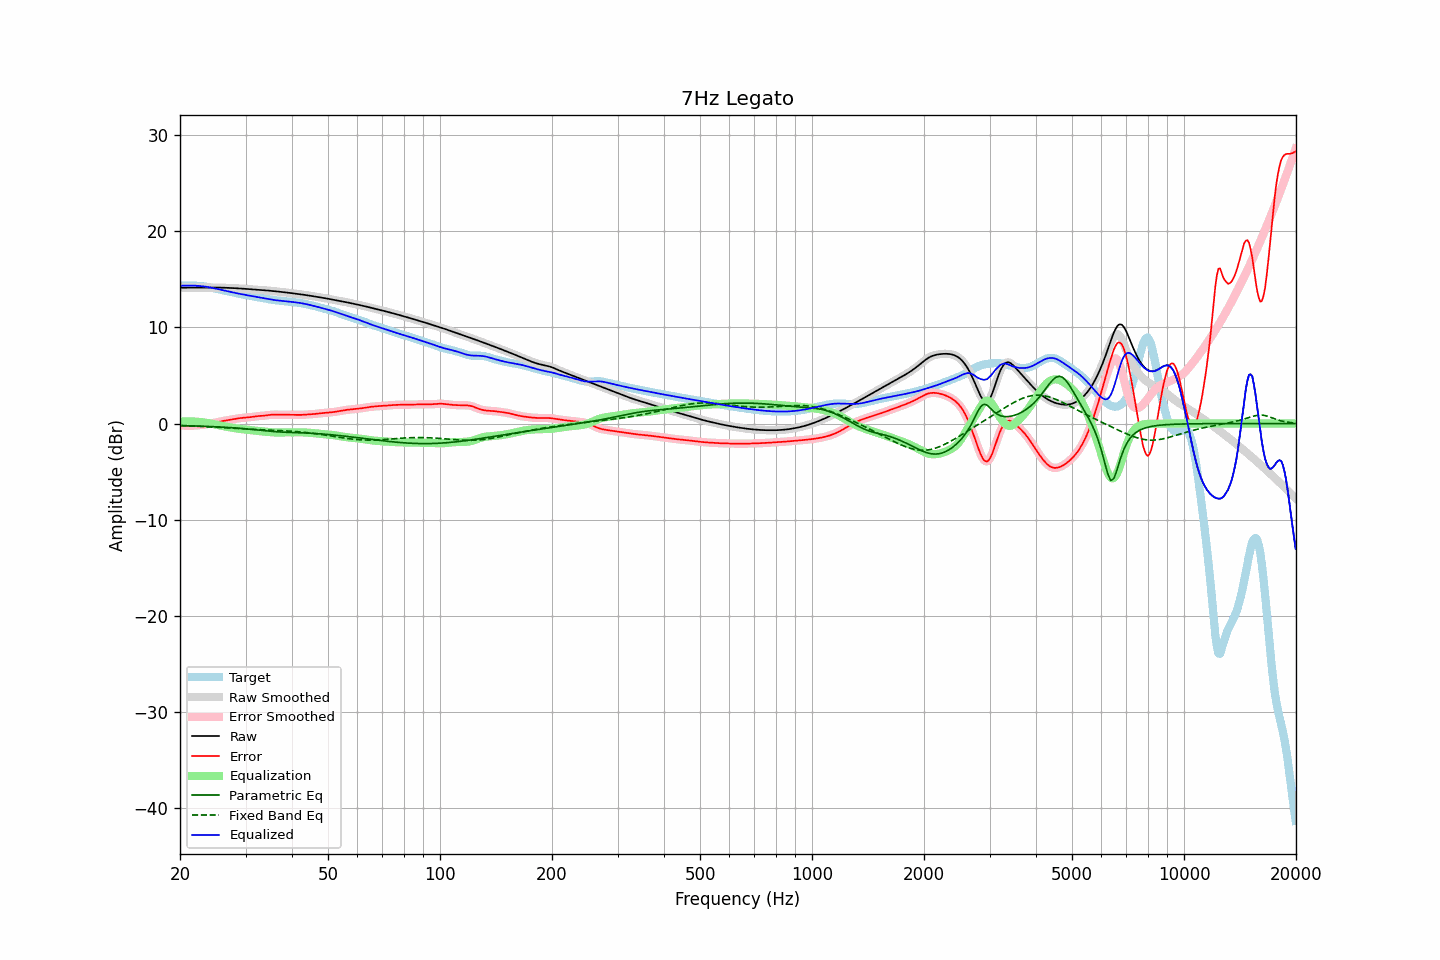 7Hz Legato
30
20
10
0
−10
−20
−30
−40
Amplitude (dBr)
Target
Raw Smoothed
Error Smoothed
Raw
Error
Equalization
Parametric Eq
Fixed Band Eq
Equalized
20 50 100 200 500 1000 2000 5000 10000 20000
Frequency (Hz)